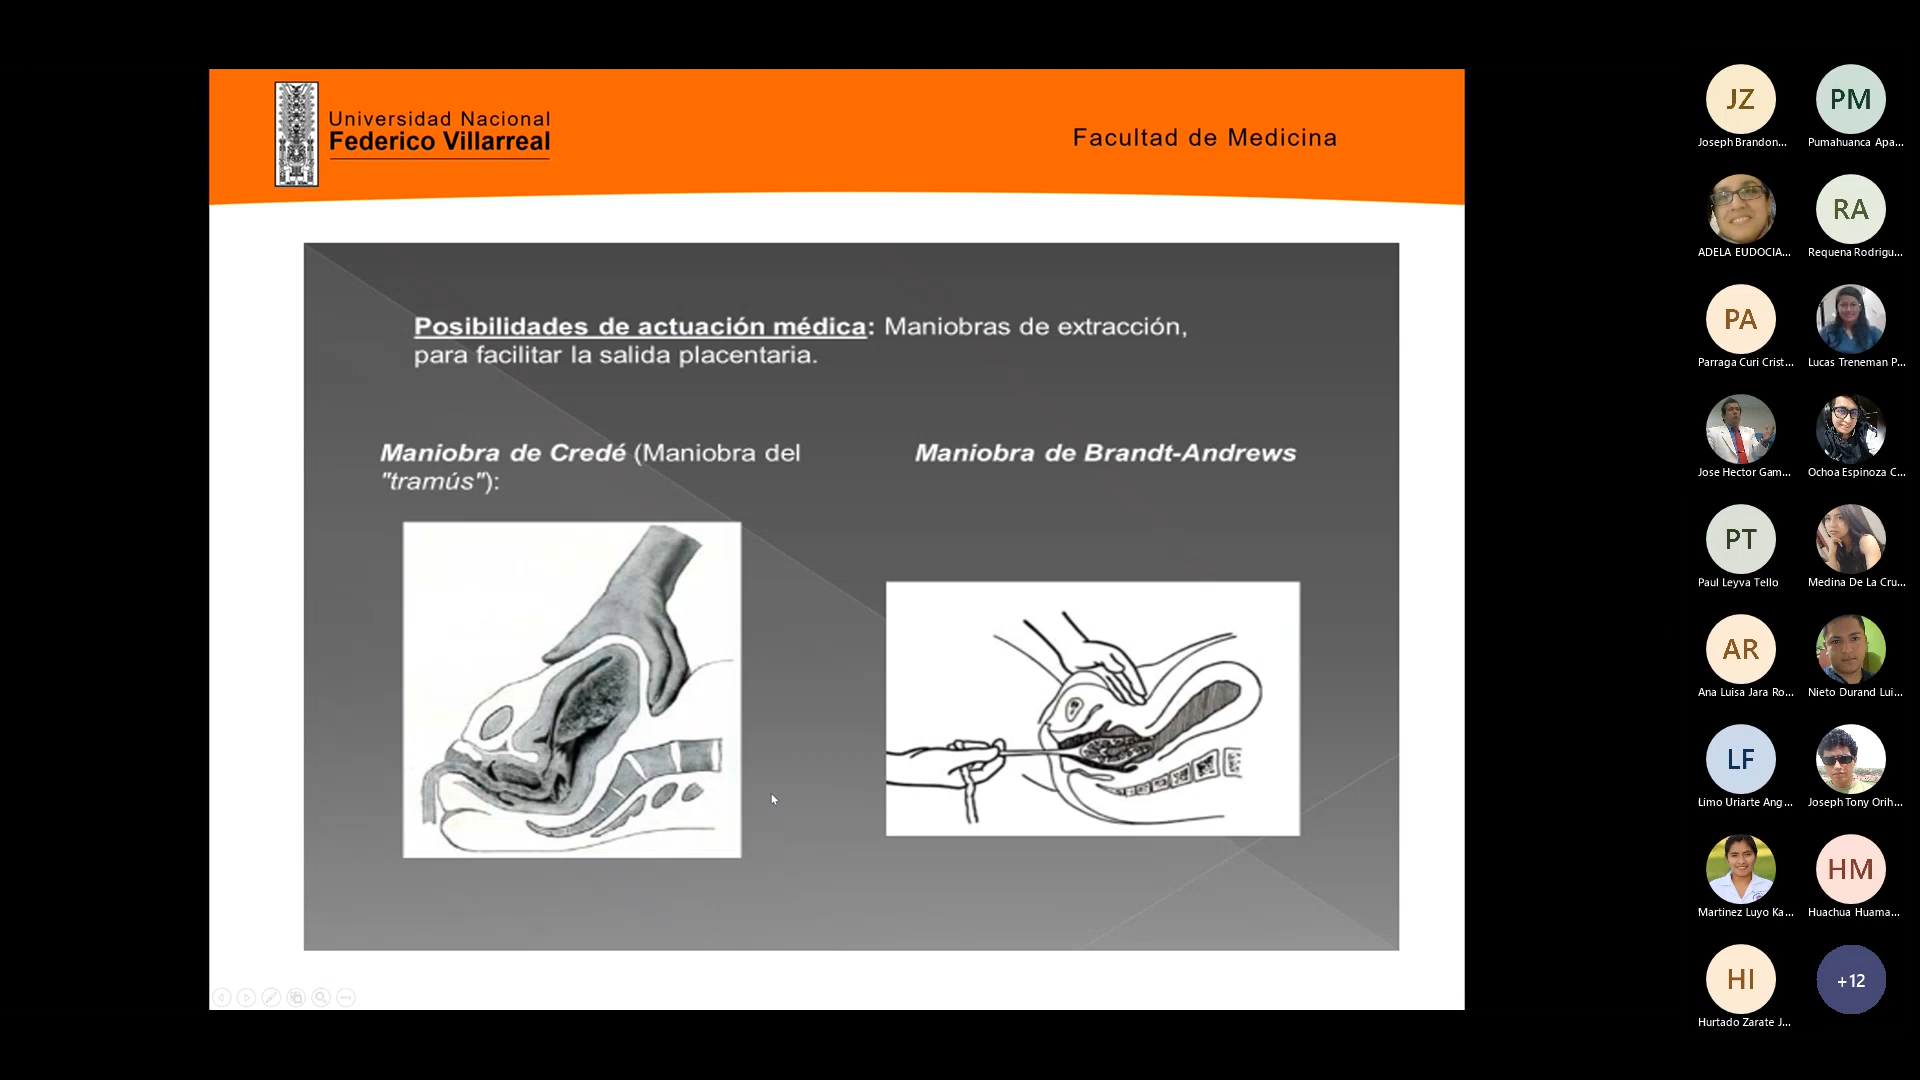 Universidad Nacional
Federico Villarreal
Facultad de Medicina
Posibilidades de actuación médica: Maniobras de extracción,
para facilitar la salida placentaria.
Maniobra de Credé (Maniobra del
"tramús"):
Maniobra de Brandt-Andrews
JZ
Joseph Brandon...
PM
Pumahuanca Apa...
ADELA EUDOCIA...
RA
Requena Rodrigu...
PA
Parraga Curi Crist...
Lucas Treneman P...
Jose Hector Gam...
Ochoa Espinoza C...
PT
Paul Leyva Tello
Medina De La Cru...
AR
Ana Luisa Jara Ro...
Nieto Durand Lui...
LF
Limo Uriarte Ang...
Joseph Tony Orih...
Martinez Luyo Ka...
HM
Huachua Huama...
HI
Hurtado Zarate J...
+12